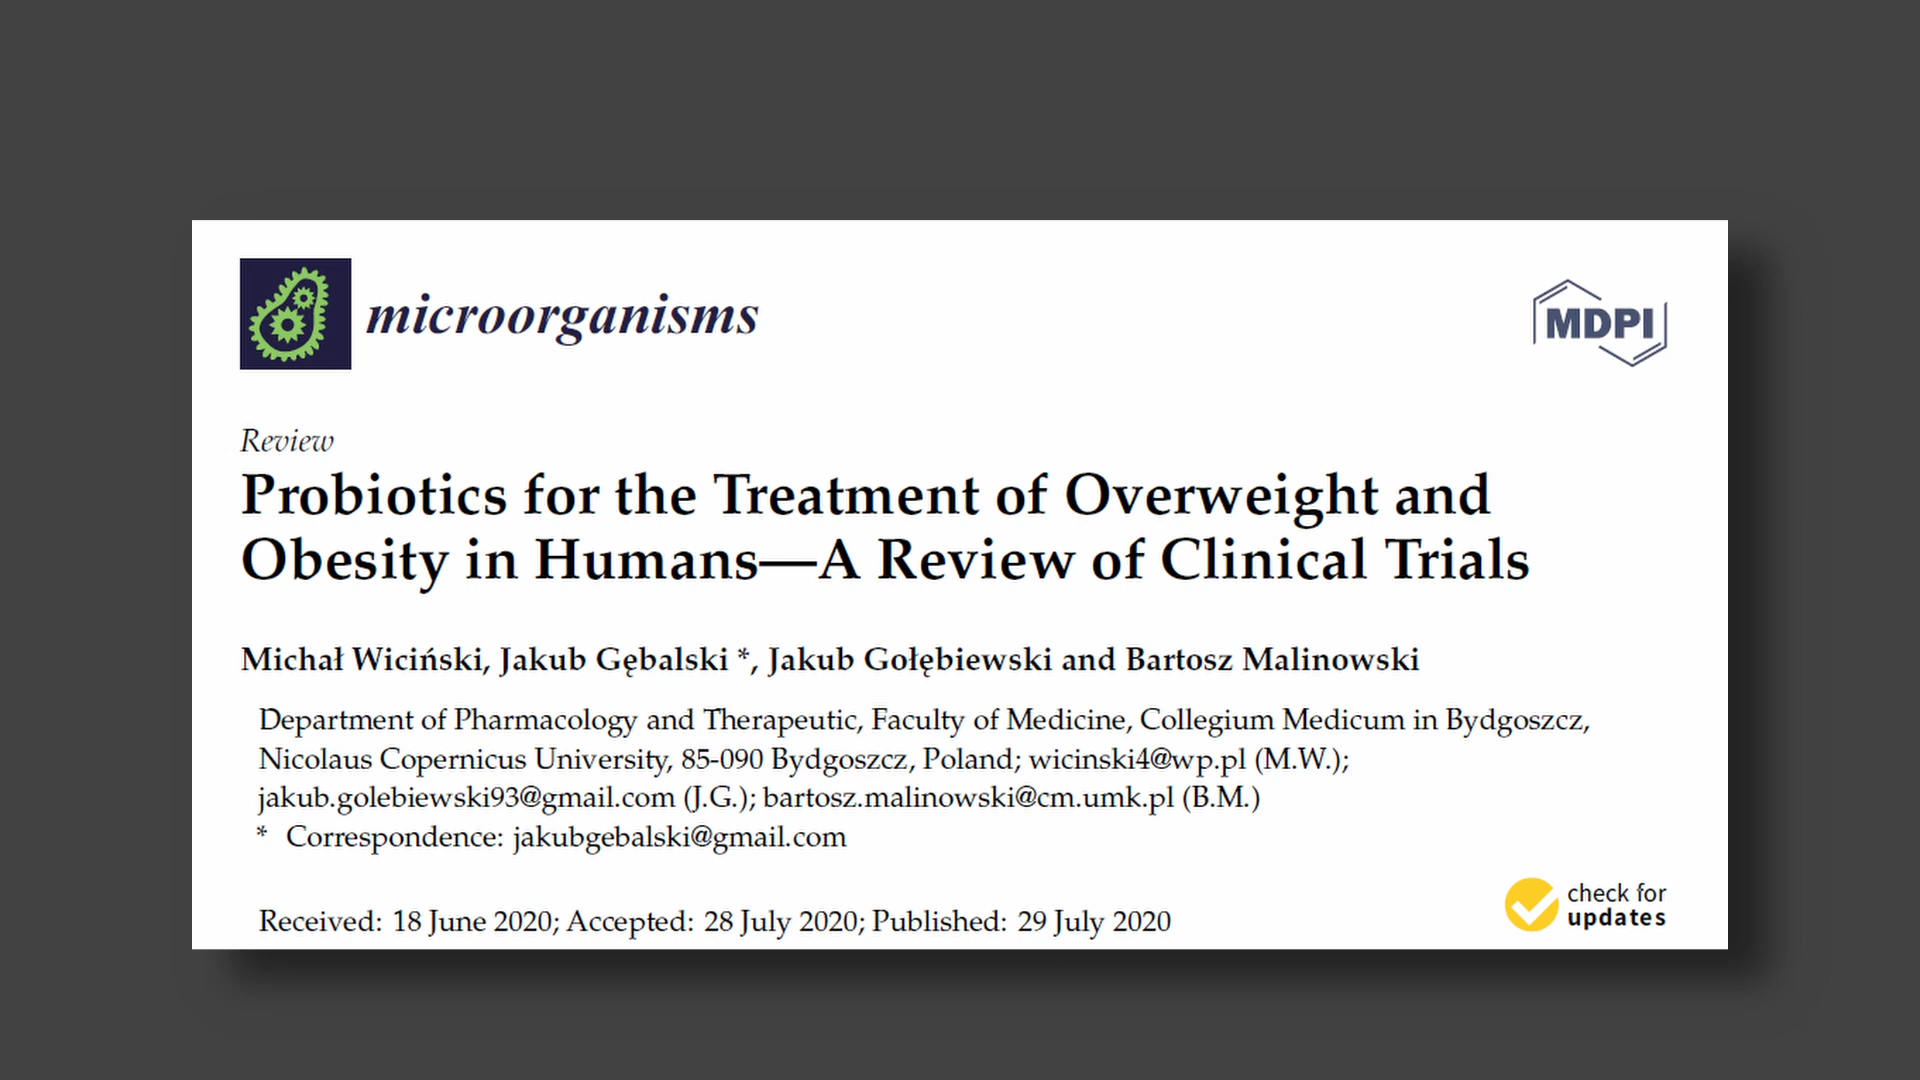 microorganisms
MDPI
Review
Probiotics for the Treatment of Overweight and
Obesity in Humans—A Review of Clinical Trials
Michał Wiciński, Jakub Gębalski *, Jakub Gołębiewski and Bartosz Malinowski
Department of Pharmacology and Therapeutic, Faculty of Medicine, Collegium Medicum in Bydgoszcz,
Nicolaus Copernicus University, 85-090 Bydgoszcz, Poland; wicinski4@wp.pl (M.W.);
jakub.golebiewski93@gmail.com (J.G.); bartosz.malinowski@cm.umk.pl (B.M.)
* Correspondence: jakubgebalski@gmail.com
Received: 18 June 2020; Accepted: 28 July 2020; Published: 29 July 2020
check for
updates